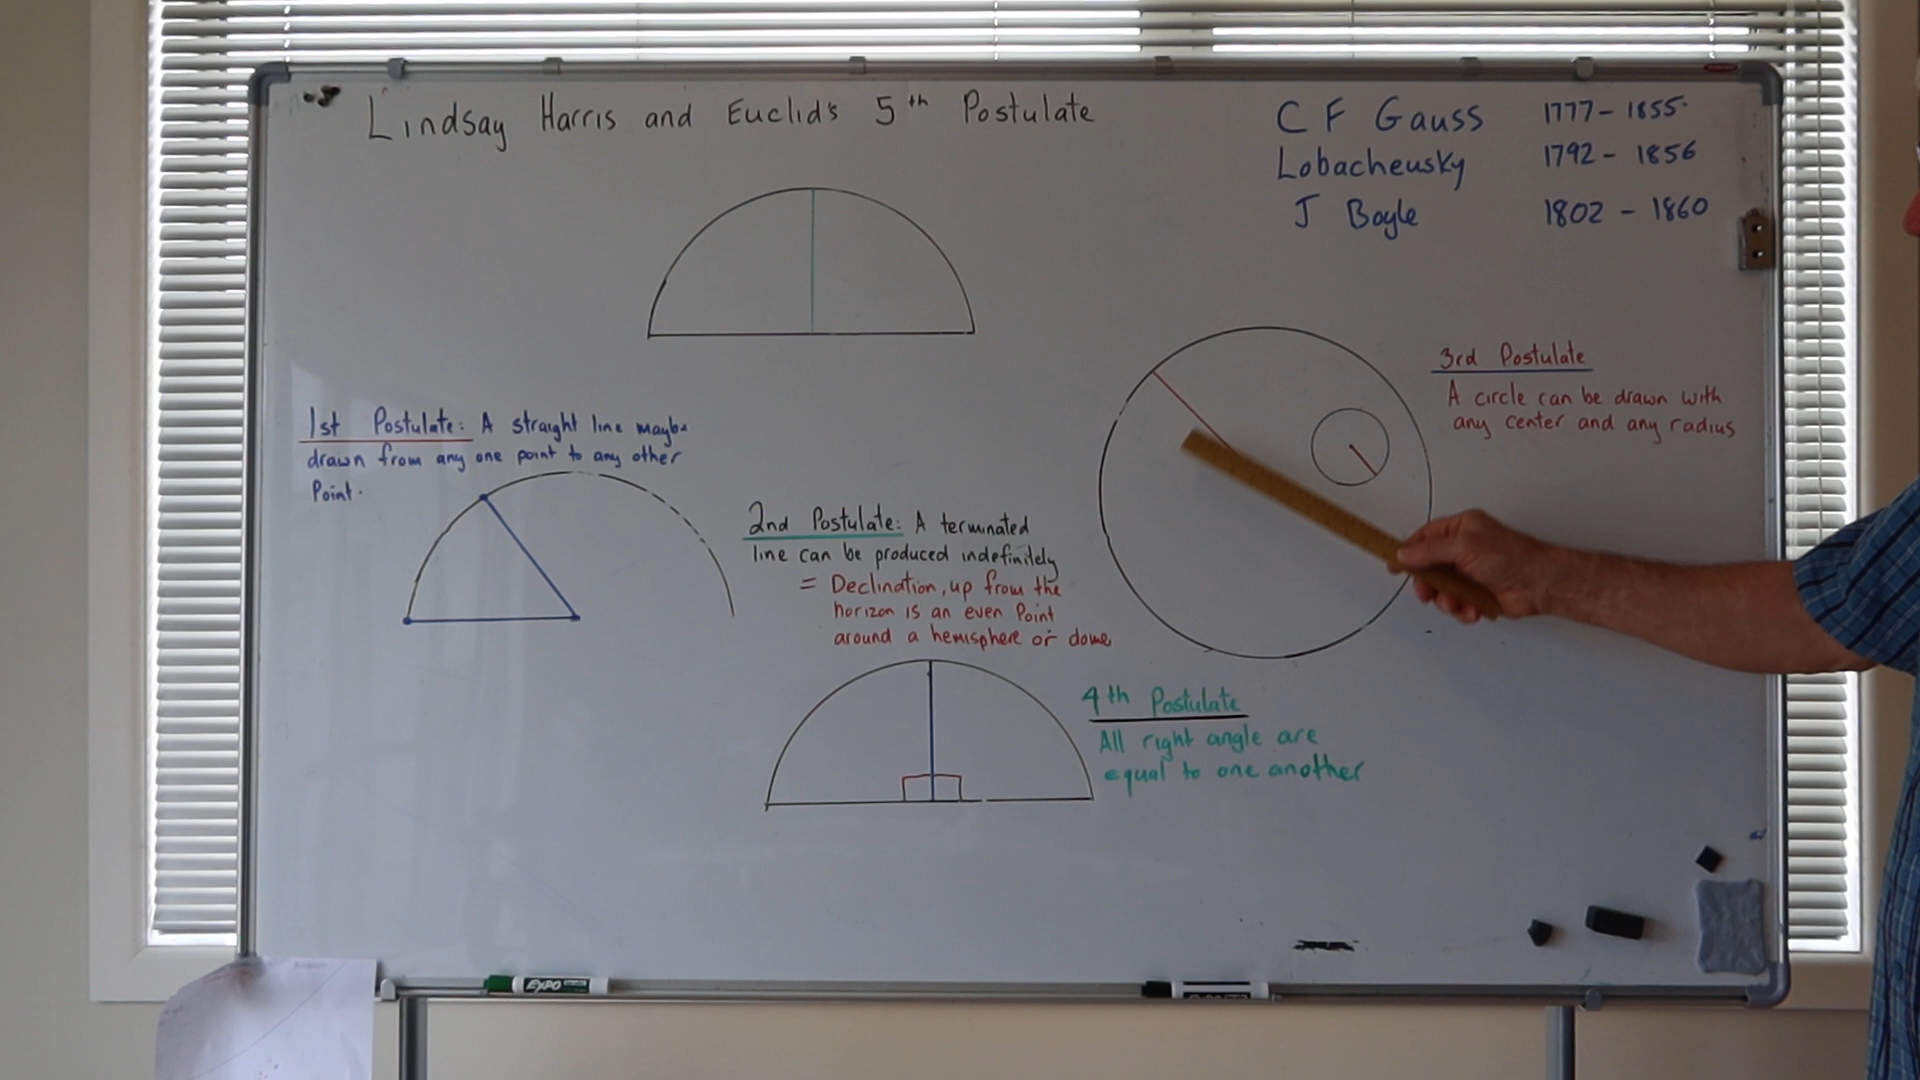 Lindsay Harris and Euclid's 5th Postulate
C F Gauss 1777 - 1855
Lobacheusky 1792 - 1856
J Boyle 1802 - 1860
3rd Postulate
A circle can be drawn with
any center and any radius
1st Postulate: A straight line maybe
drawn from any one point to any other
Point.
2nd Postulate: A terminated
line can be produced indefinitely
= Declination, up from the
horizon is an even Point
around a hemisphere or dome
4th Postulate
All right angle are
equal to one another
EXPO